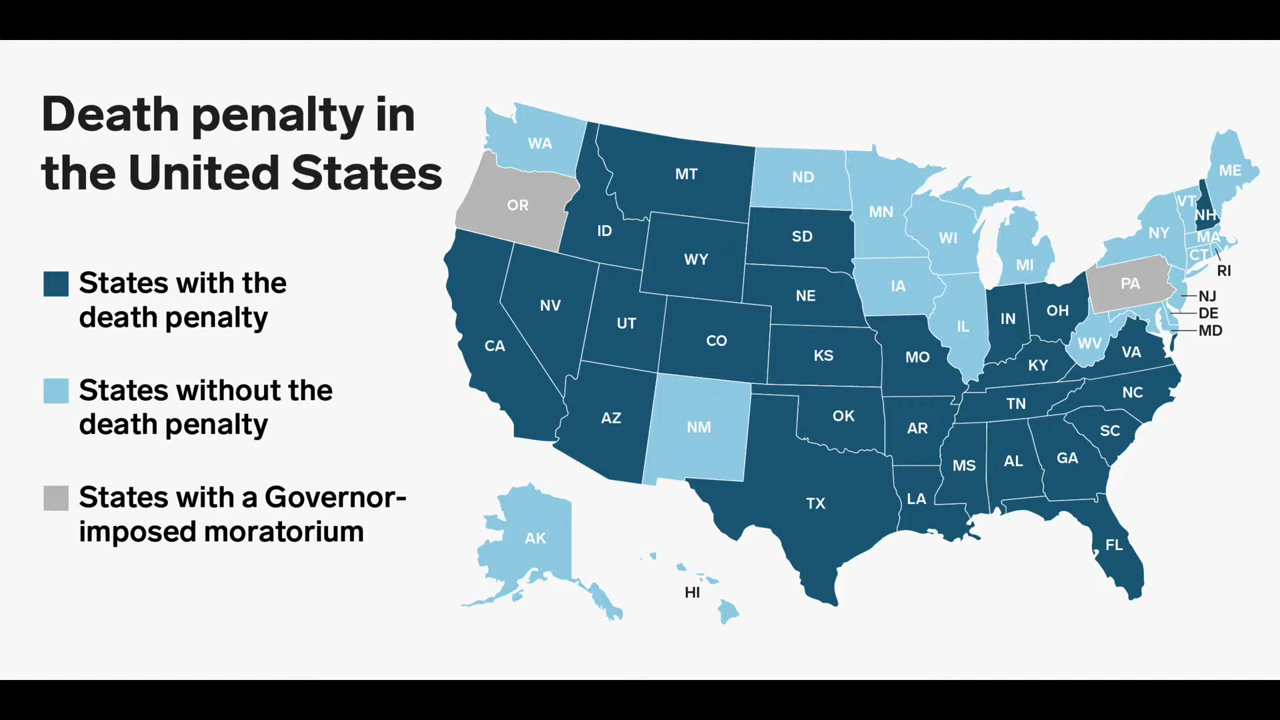 Death penalty in
the United States
States with the
death penalty
States without the
death penalty
States with a Governor-
imposed moratorium
WA
MT
ND
MN
OR
ID
WY
SD
WI
MI
NY
VT
NH
ME
MA
CT
RI
NV
UT
CO
NE
IA
IL
IN
OH
PA
NJ
DE
MD
CA
KS
MO
KY
WV
VA
AZ
NM
OK
AR
TN
NC
SC
TX
LA
MS
AL
GA
FL
AK
HI